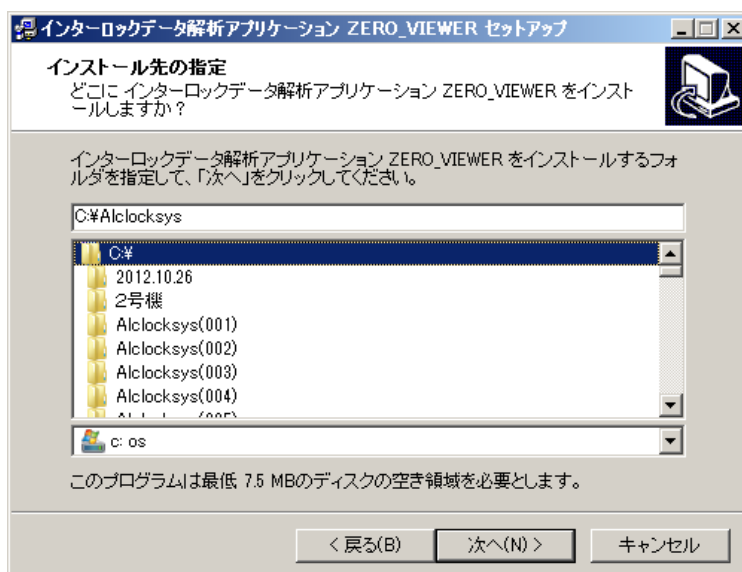 インターロックデータ解析アプリケーション ZERO_VIEWER セットアップ
インストール先の指定
どこに インターロックデータ解析アプリケーション ZERO_VIEWER をインスト
ールしますか？
インターロックデータ解析アプリケーション ZERO_VIEWER をインストールするフォ
ルダを指定して、「次へ」をクリックしてください。
C:¥Alclocksys
C:¥
2012.10.26
２号機
Alclocksys(001)
Alclocksys(002)
Alclocksys(003)
Alclocksys(004)
c: os
このプログラムは最低 7.5 MBのディスクの空き領域を必要とします。
< 戻る(B)
次へ(N) >
キャンセル